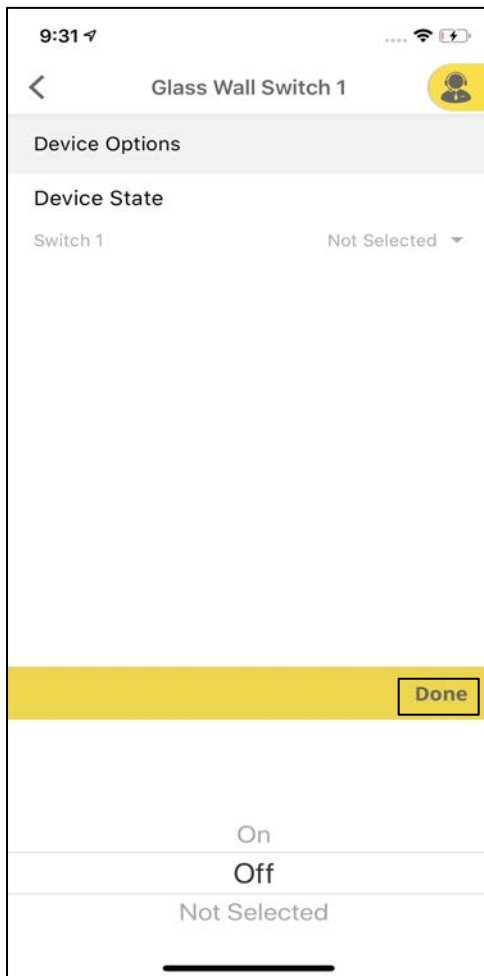 9:31
Glass Wall Switch 1
Device Options
Device State
Switch 1 Not Selected
Done
On
Off
Not Selected